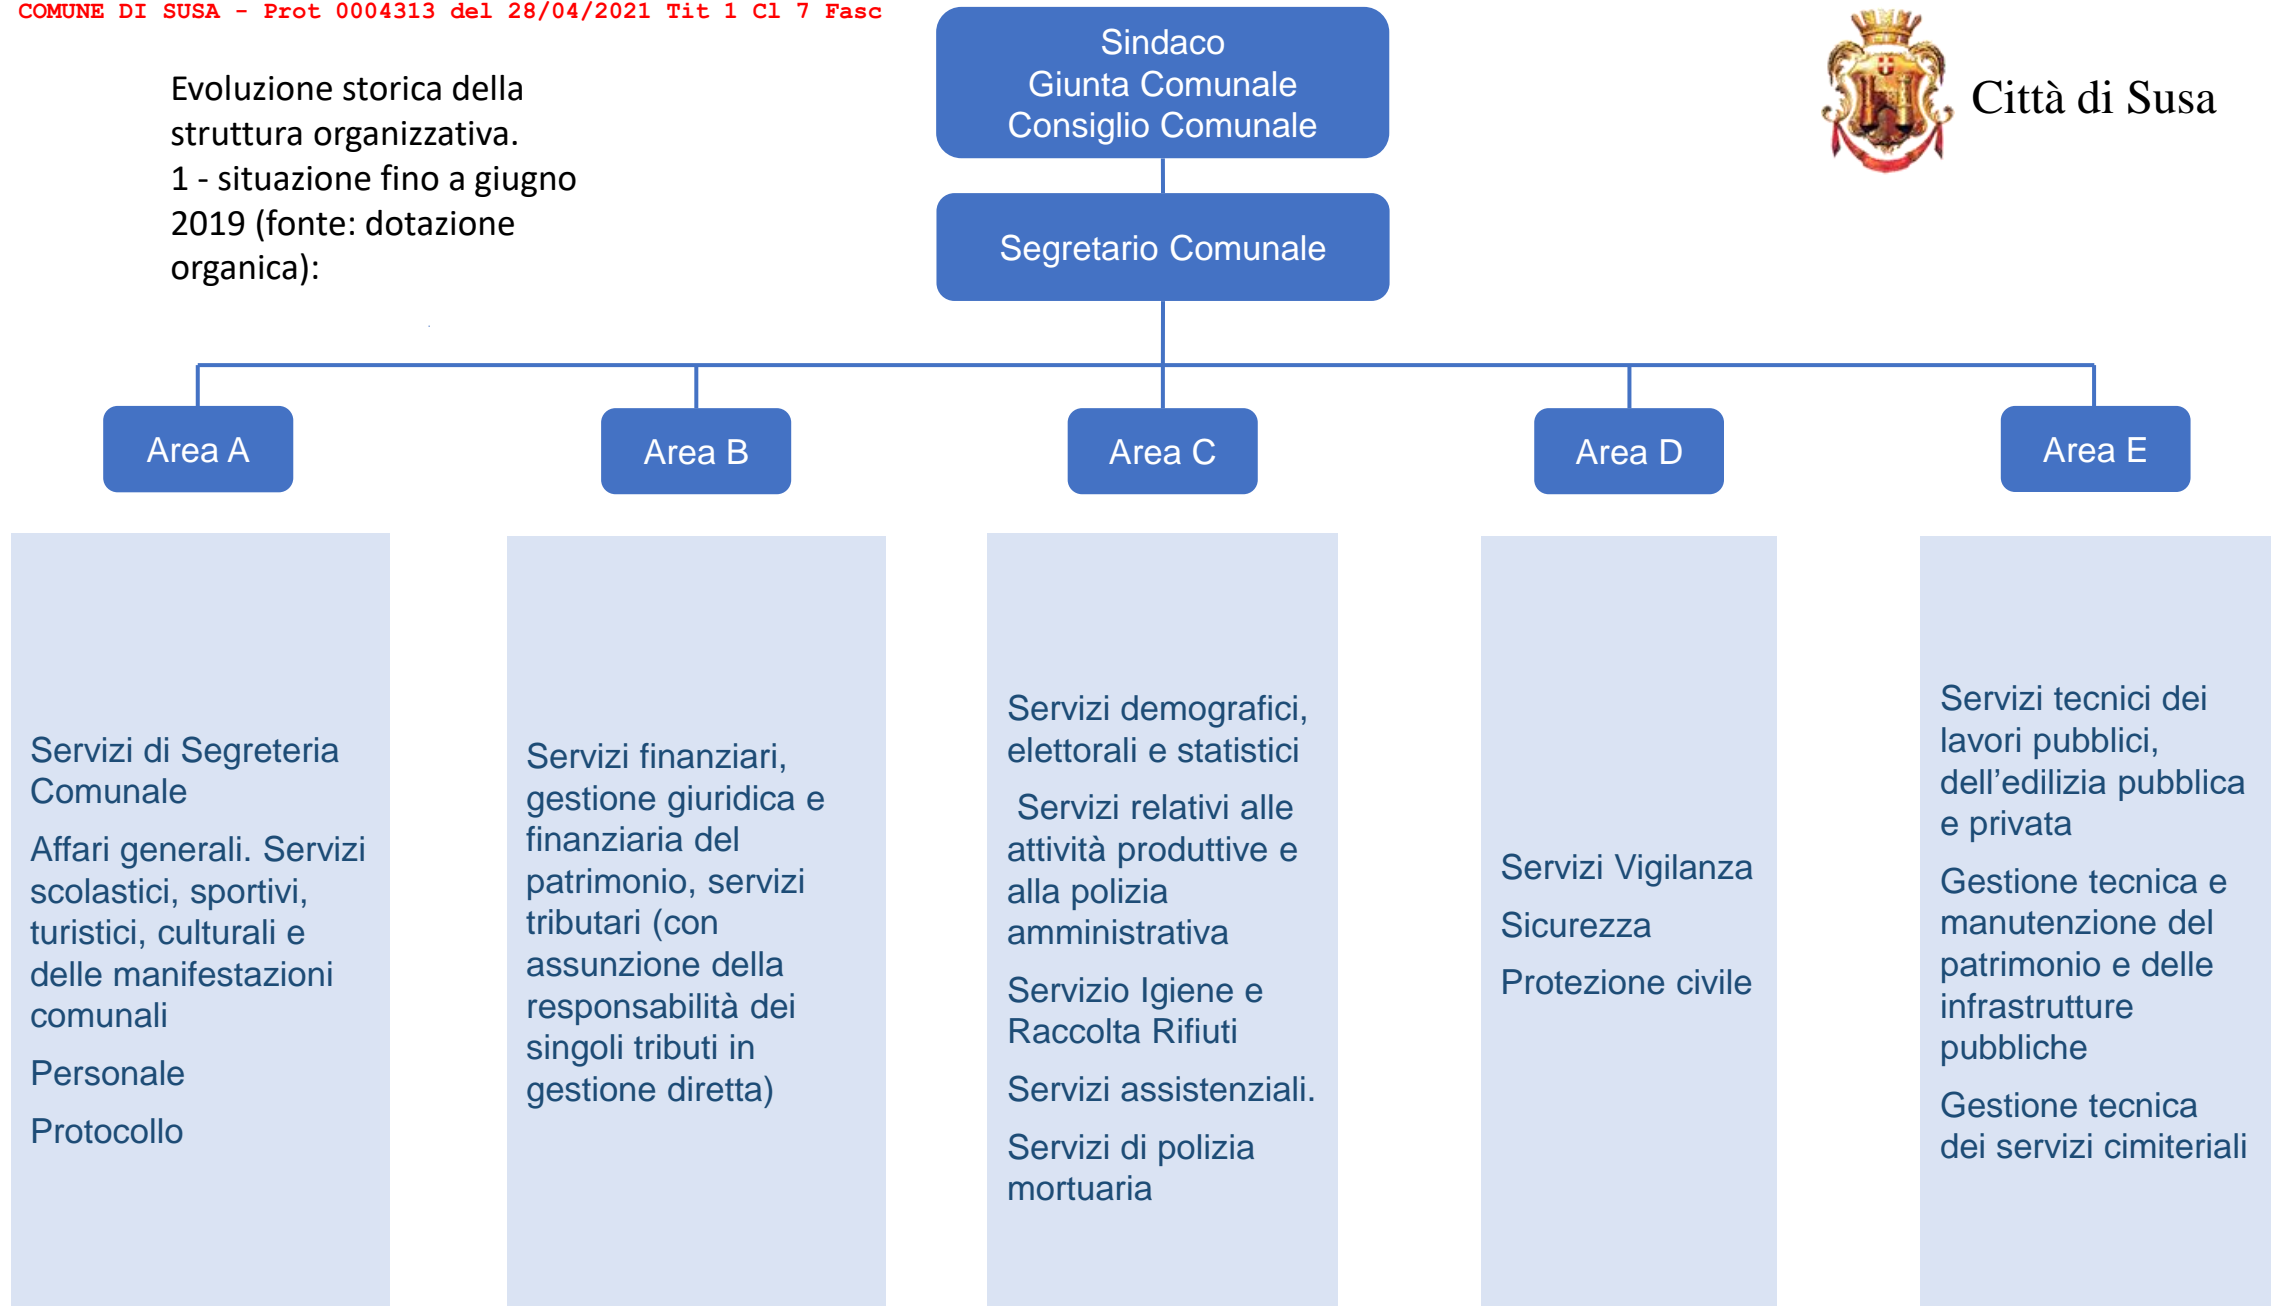 COMUNE DI SUSA - Prot 0004313 del 28/04/2021 Tit 1 Cl 7 Fasc
Evoluzione storica della
struttura organizzativa.
1 - situazione fino a giugno
2019 (fonte: dotazione
organica):
Sindaco
Giunta Comunale
Consiglio Comunale
Città di Susa
Segretario Comunale
Area A
Area B
Area C
Area D
Area E
Servizi di Segreteria
Comunale
Affari generali. Servizi
scolastici, sportivi,
turistici, culturali e
delle manifestazioni
comunali
Personale
Protocollo
Servizi finanziari,
gestione giuridica e
finanziaria del
patrimonio, servizi
tributari (con
assunzione della
responsabilità dei
singoli tributi in
gestione diretta)
Servizi demografici,
elettorali e statistici
Servizi relativi alle
attività produttive e
alla polizia
amministrativa
Servizio Igiene e
Raccolta Rifiuti
Servizi assistenziali.
Servizi di polizia
mortuaria
Servizi Vigilanza
Sicurezza
Protezione civile
Servizi tecnici dei
lavori pubblici,
dell’edilizia pubblica
e privata
Gestione tecnica e
manutenzione del
patrimonio e delle
infrastrutture
pubbliche
Gestione tecnica
dei servizi cimiteriali